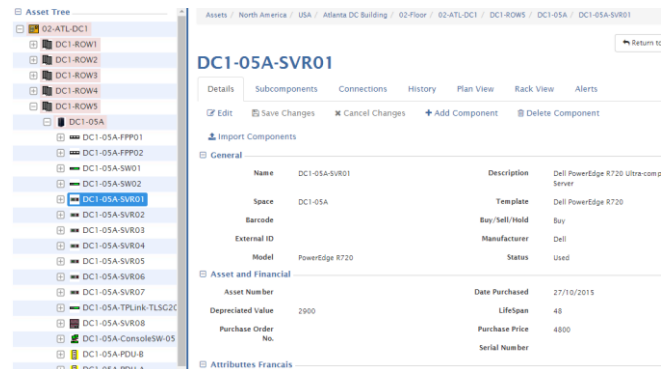 Asset Tree
02-ATL-DC1
DC1-ROW1
DC1-ROW2
DC1-ROW3
DC1-ROW4
DC1-ROW5
DC1-05A
DC1-05A-FPP01
DC1-05A-FPP02
DC1-05A-SW01
DC1-05A-SW02
DC1-05A-SVR01
DC1-05A-SVR02
DC1-05A-SVR03
DC1-05A-SVR04
DC1-05A-SVR05
DC1-05A-SVR06
DC1-05A-SVR07
DC1-05A-TPLink-TLSG2
DC1-05A-SVR08
DC1-05A-ConsoleSW-05
DC1-05A-PDU-B
DC1-05A-PDU-A
Assets / North America / USA / Atlanta DC Building / 02-Floor / 02-ATL-DC1 / DC1-ROW5 / DC1-05A / DC1-05A-SVR01
Return to
DC1-05A-SVR01
Details Subcomponents Connections History Plan View Rack View Alerts
Edit Save Changes Cancel Changes Add Component Delete Component
Import Components
General
Name DC1-05A-SVR01 Description Dell PowerEdge R720 Ultra-comp
Server
Space DC1-05A Template Dell PowerEdge R720
Barcode Buy/Sell/Hold Buy
External ID Manufacturer Dell
Model PowerEdge R720 Status Used
Asset and Financial
Asset Number Date Purchased 27/10/2015
Depreciated Value 2900 LifeSpan 48
Purchase Order Purchase Price 4800
No.
Serial Number
Attributtes Francais